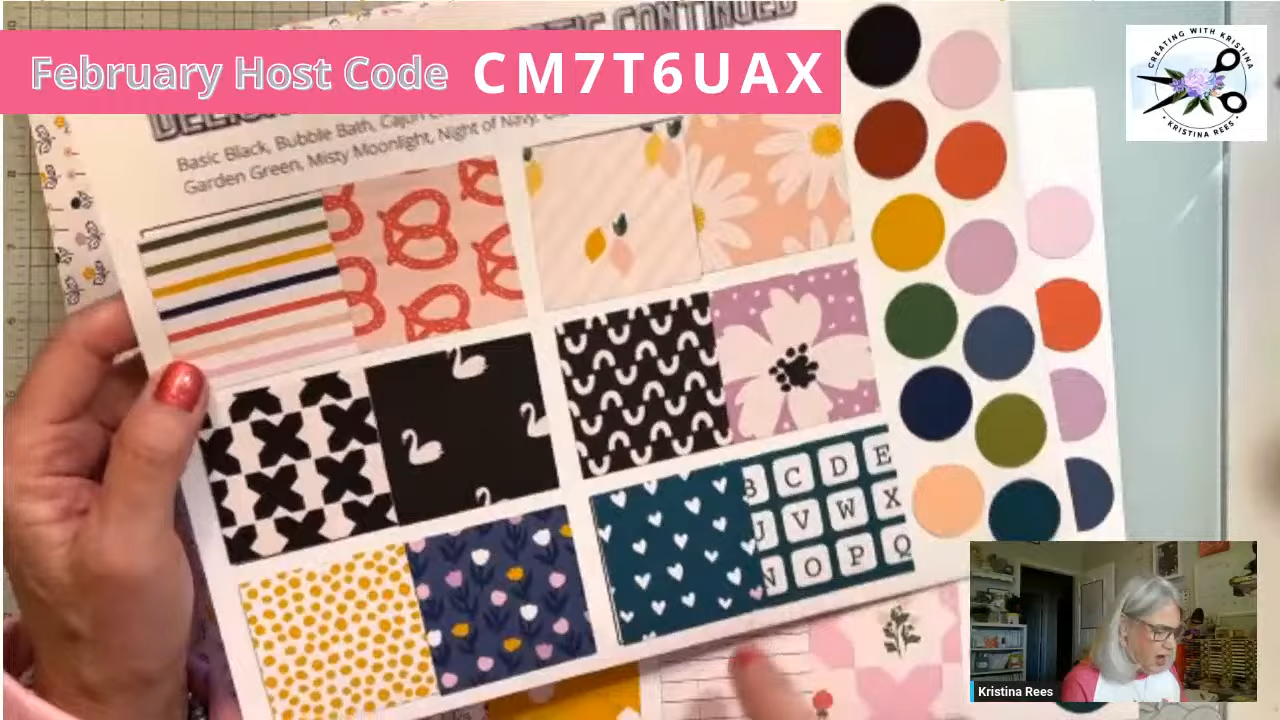 CONTINUED
February Host Code CM7T6UAX
Basic Black, Bubble Bath, Cajun
Garden Green, Misty Moonlight, Night of Navy,
CREATING WITH KRISTINA
• KRISTINA REES •
B C D E
J V W X
N O P Q
Kristina Rees